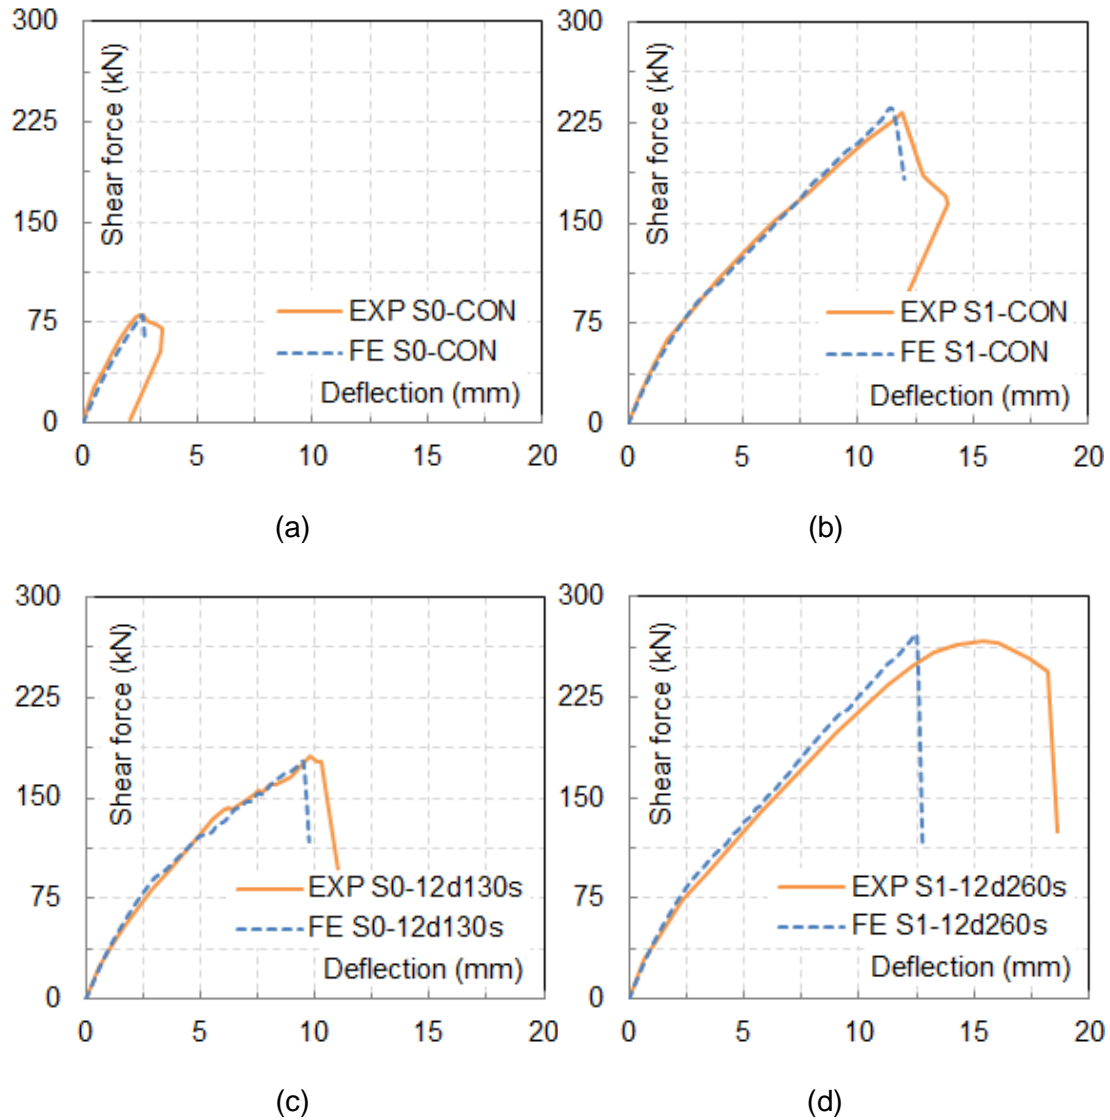 300
225
150
75
0
Shear force (kN)
EXP S0-CON
FE S0-CON
Deflection (mm)
0 5 10 15 20
(a)
300
225
150
75
0
Shear force (kN)
EXP S1-CON
FE S1-CON
Deflection (mm)
0 5 10 15 20
(b)
300
225
150
75
0
Shear force (kN)
EXP S0-12d130s
FE S0-12d130s
Deflection (mm)
0 5 10 15 20
(c)
300
225
150
75
0
Shear force (kN)
EXP S1-12d260s
FE S1-12d260s
Deflection (mm)
0 5 10 15 20
(d)